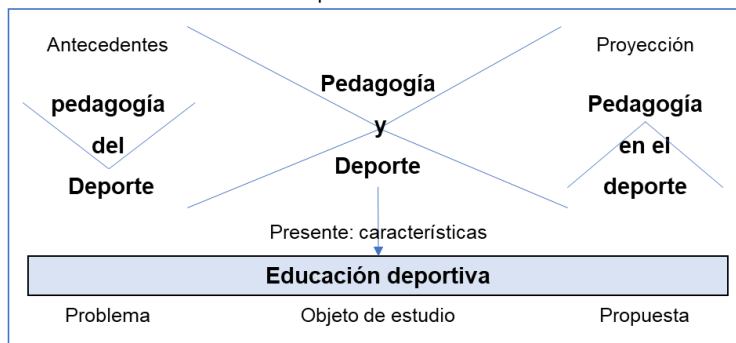 Antecedentes
Proyección
pedagogía
del
Deporte
Pedagogía
y
Deporte
Pedagogía
en el
deporte
Presente: características
Educación deportiva
Problema
Objeto de estudio
Propuesta